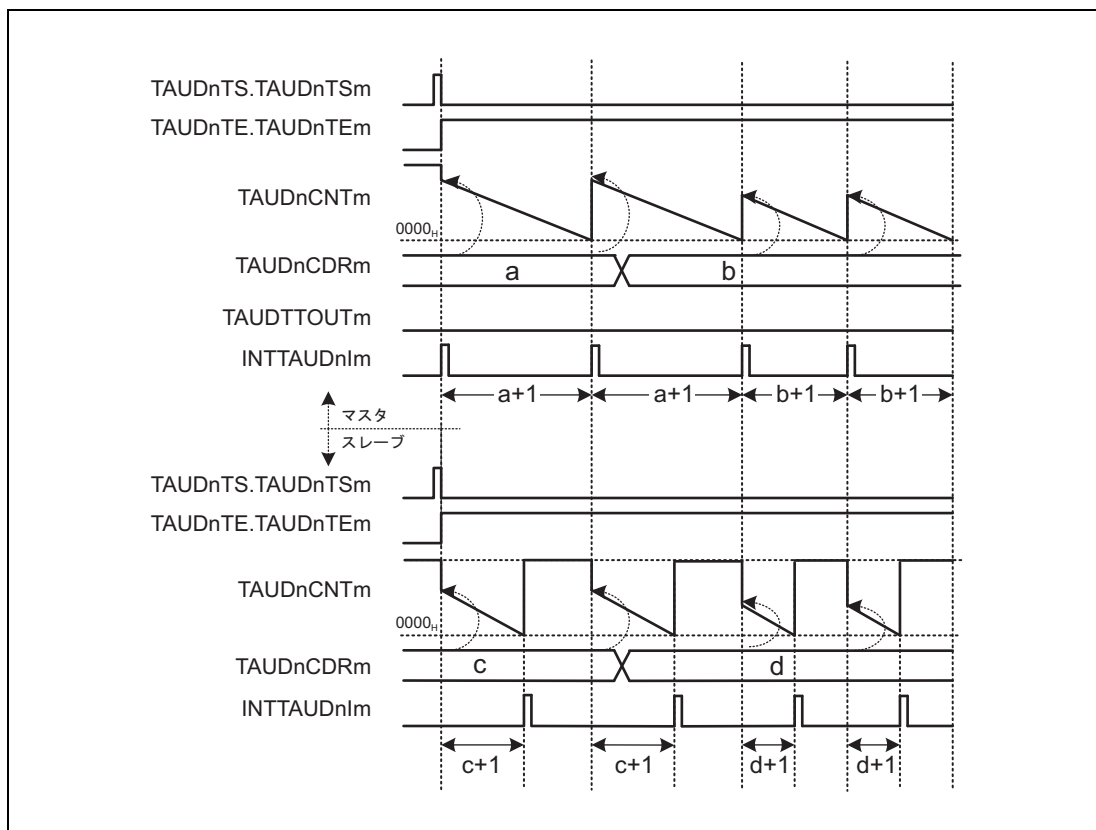 TAUDnTS.TAUDnTSm
TAUDnTE.TAUDnTEm
TAUDnCNTm
0000H
TAUDnCDRm
a
b
TAUDTTOUTm
INTTAUDnIm
a+1
a+1
b+1
b+1
マスタ
スレーブ
TAUDnTS.TAUDnTSm
TAUDnTE.TAUDnTEm
TAUDnCNTm
0000H
TAUDnCDRm
c
d
INTTAUDnIm
c+1
c+1
d+1
d+1